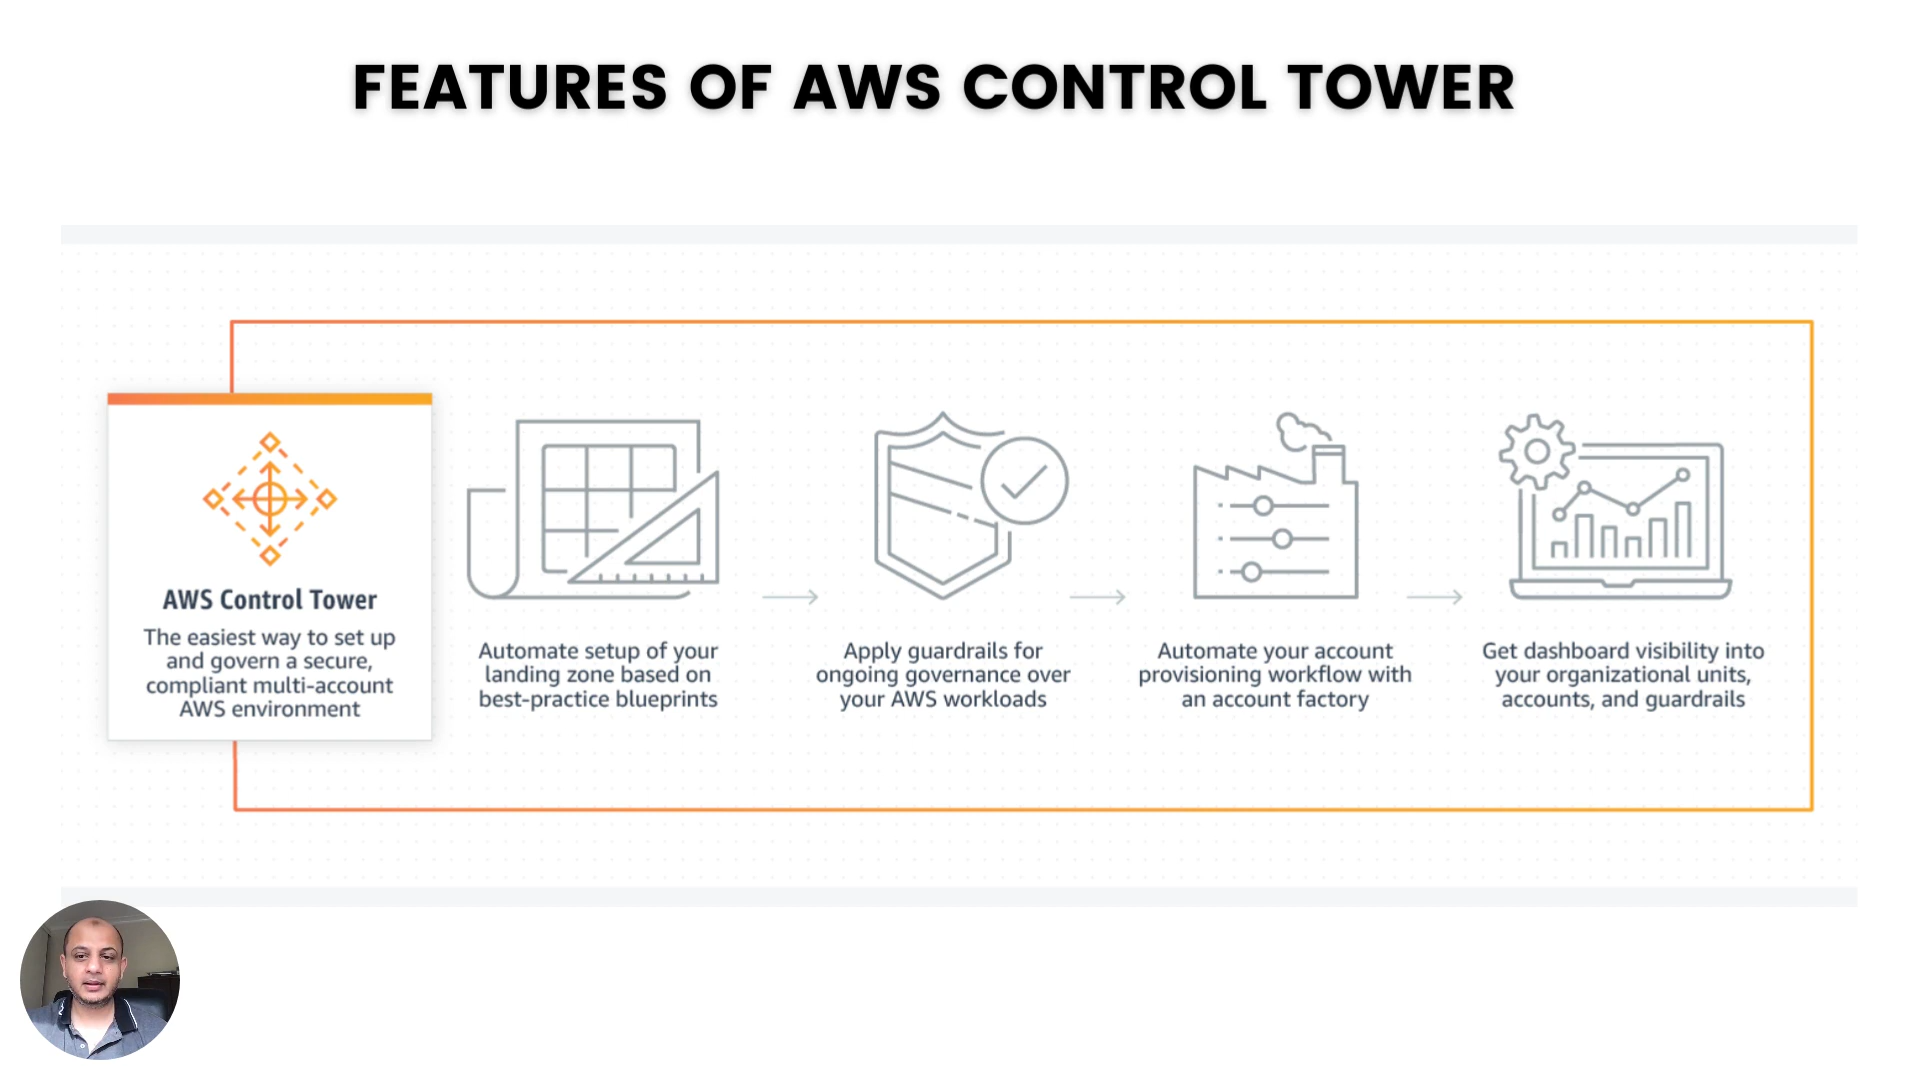 FEATURES OF AWS CONTROL TOWER
AWS Control Tower
The easiest way to set up
and govern a secure,
compliant multi-account
AWS environment
Automate setup of your
landing zone based on
best-practice blueprints
Apply guardrails for
ongoing governance over
your AWS workloads
Automate your account
provisioning workflow with
an account factory
Get dashboard visibility into
your organizational units,
accounts, and guardrails